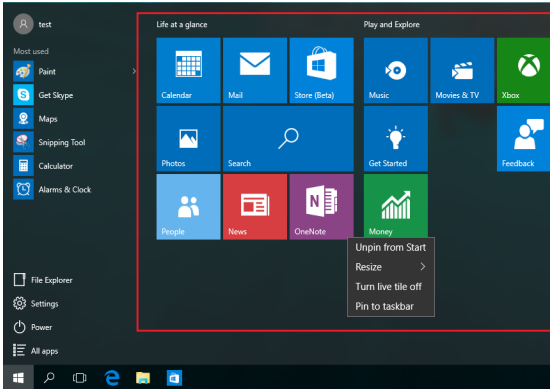 test
Most used
Paint
Get Skype
Maps
Snipping Tool
Calculator
Alarms & Clock
File Explorer
Settings
Power
All apps
Life at a glance
Play and Explore
Calendar
Mail
Store (Beta)
Music
Movies & TV
Xbox
Photos
Search
Get Started
Feedback
People
News
OneNote
Money
Unpin from Start
Resize
Turn live tile off
Pin to taskbar